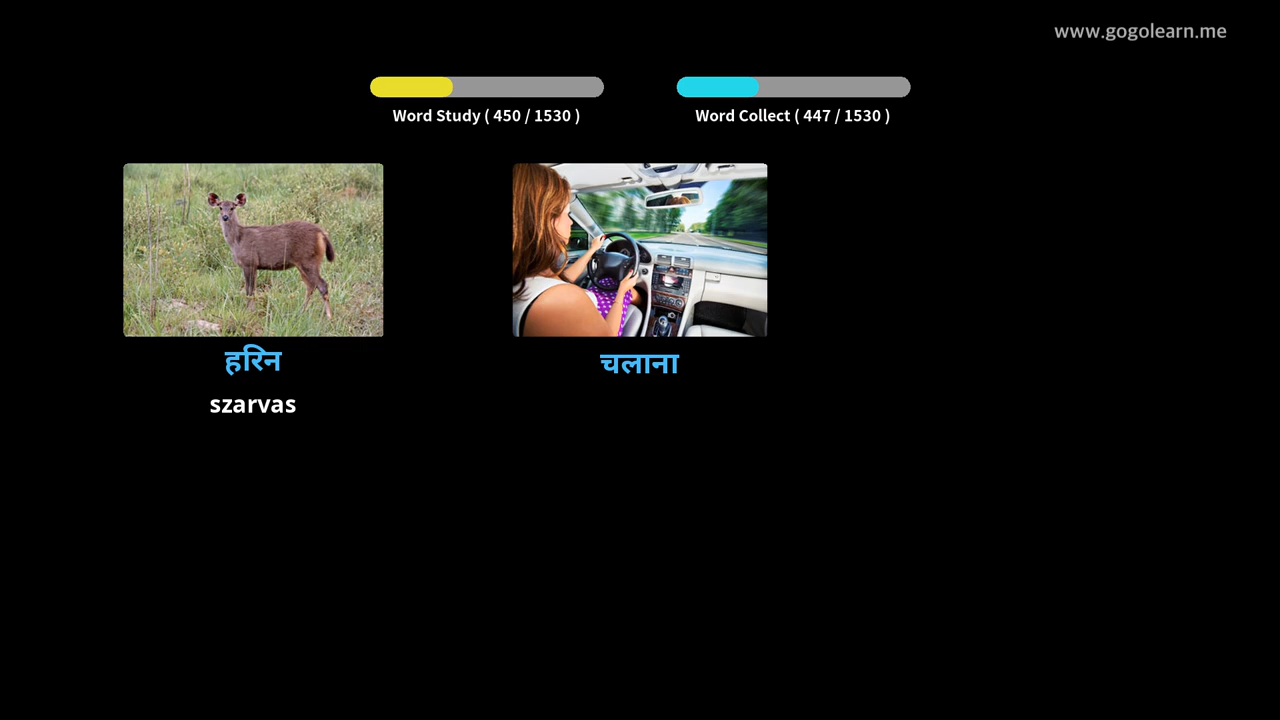 www.gogolearn.me
Word Study ( 450 / 1530 )
Word Collect ( 447 / 1530 )
हरिन
चलाना
szarvas